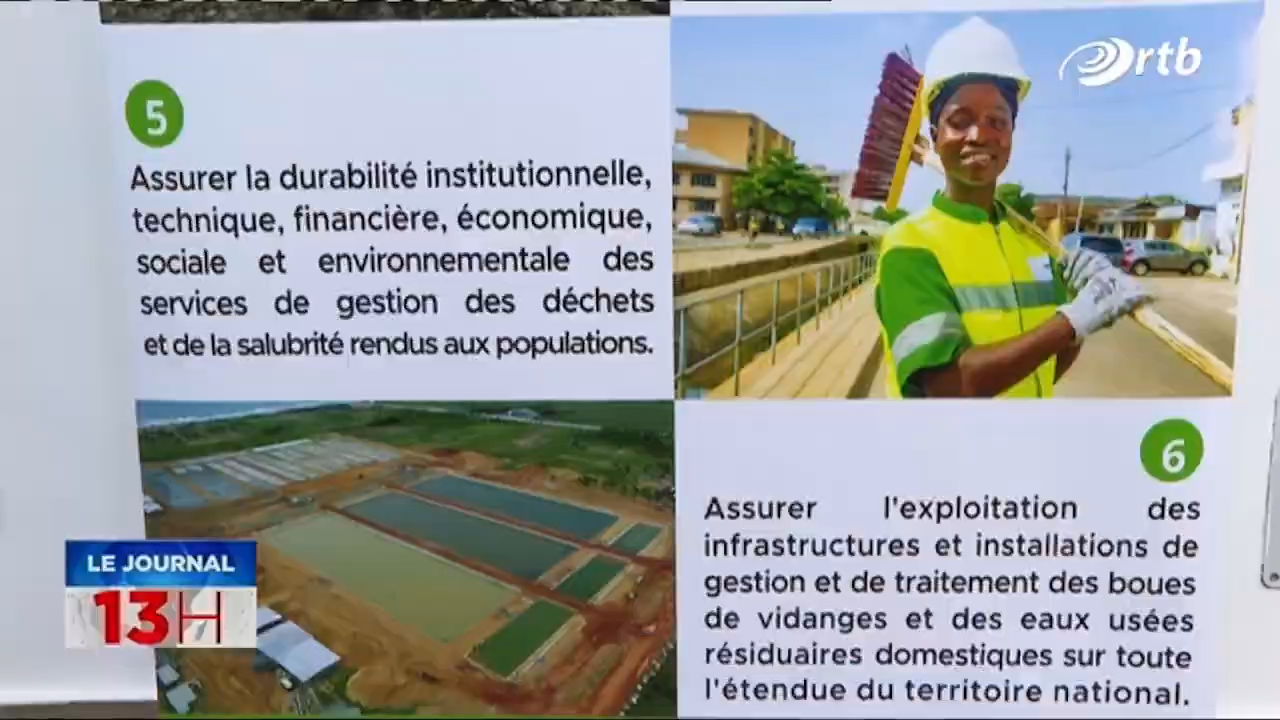 rtb
5
Assurer la durabilité institutionnelle,
technique, financière, économique,
sociale et environnementale des
services de gestion des déchets
et de la salubrité rendus aux populations.
6
Assurer l'exploitation des
infrastructures et installations de
gestion et de traitement des boues
de vidanges et des eaux usées
résiduaires domestiques sur toute
l'étendue du territoire national.
LE JOURNAL
13H